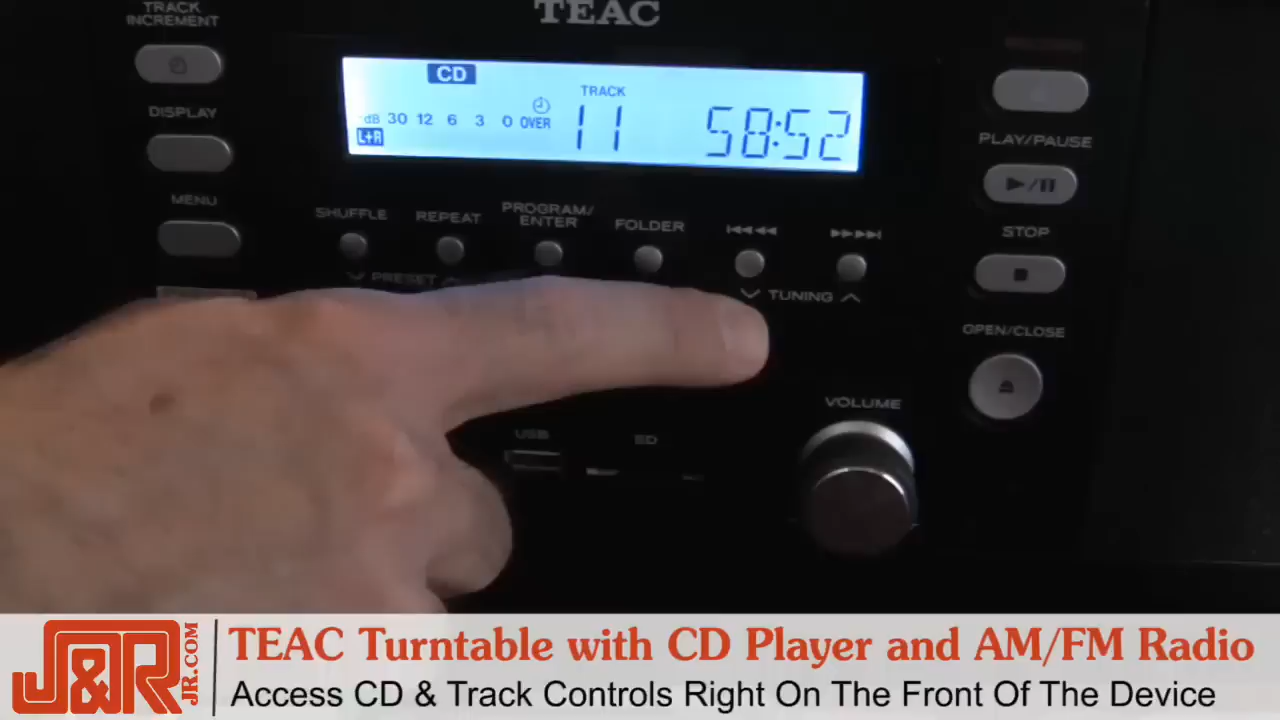 TEAC
TRACK
INCREMENT
CD
TRACK
-dB 30 12 6 3 0 OVER
L+R
11
58:52
DISPLAY
MENU
SHUFFLE
REPEAT
PROGRAM/
ENTER
FOLDER
PRESET
TUNING
PLAY/PAUSE
STOP
OPEN/CLOSE
VOLUME
USB
SD
J&R
JR.COM
TEAC Turntable with CD Player and AM/FM Radio
Access CD & Track Controls Right On The Front Of The Device